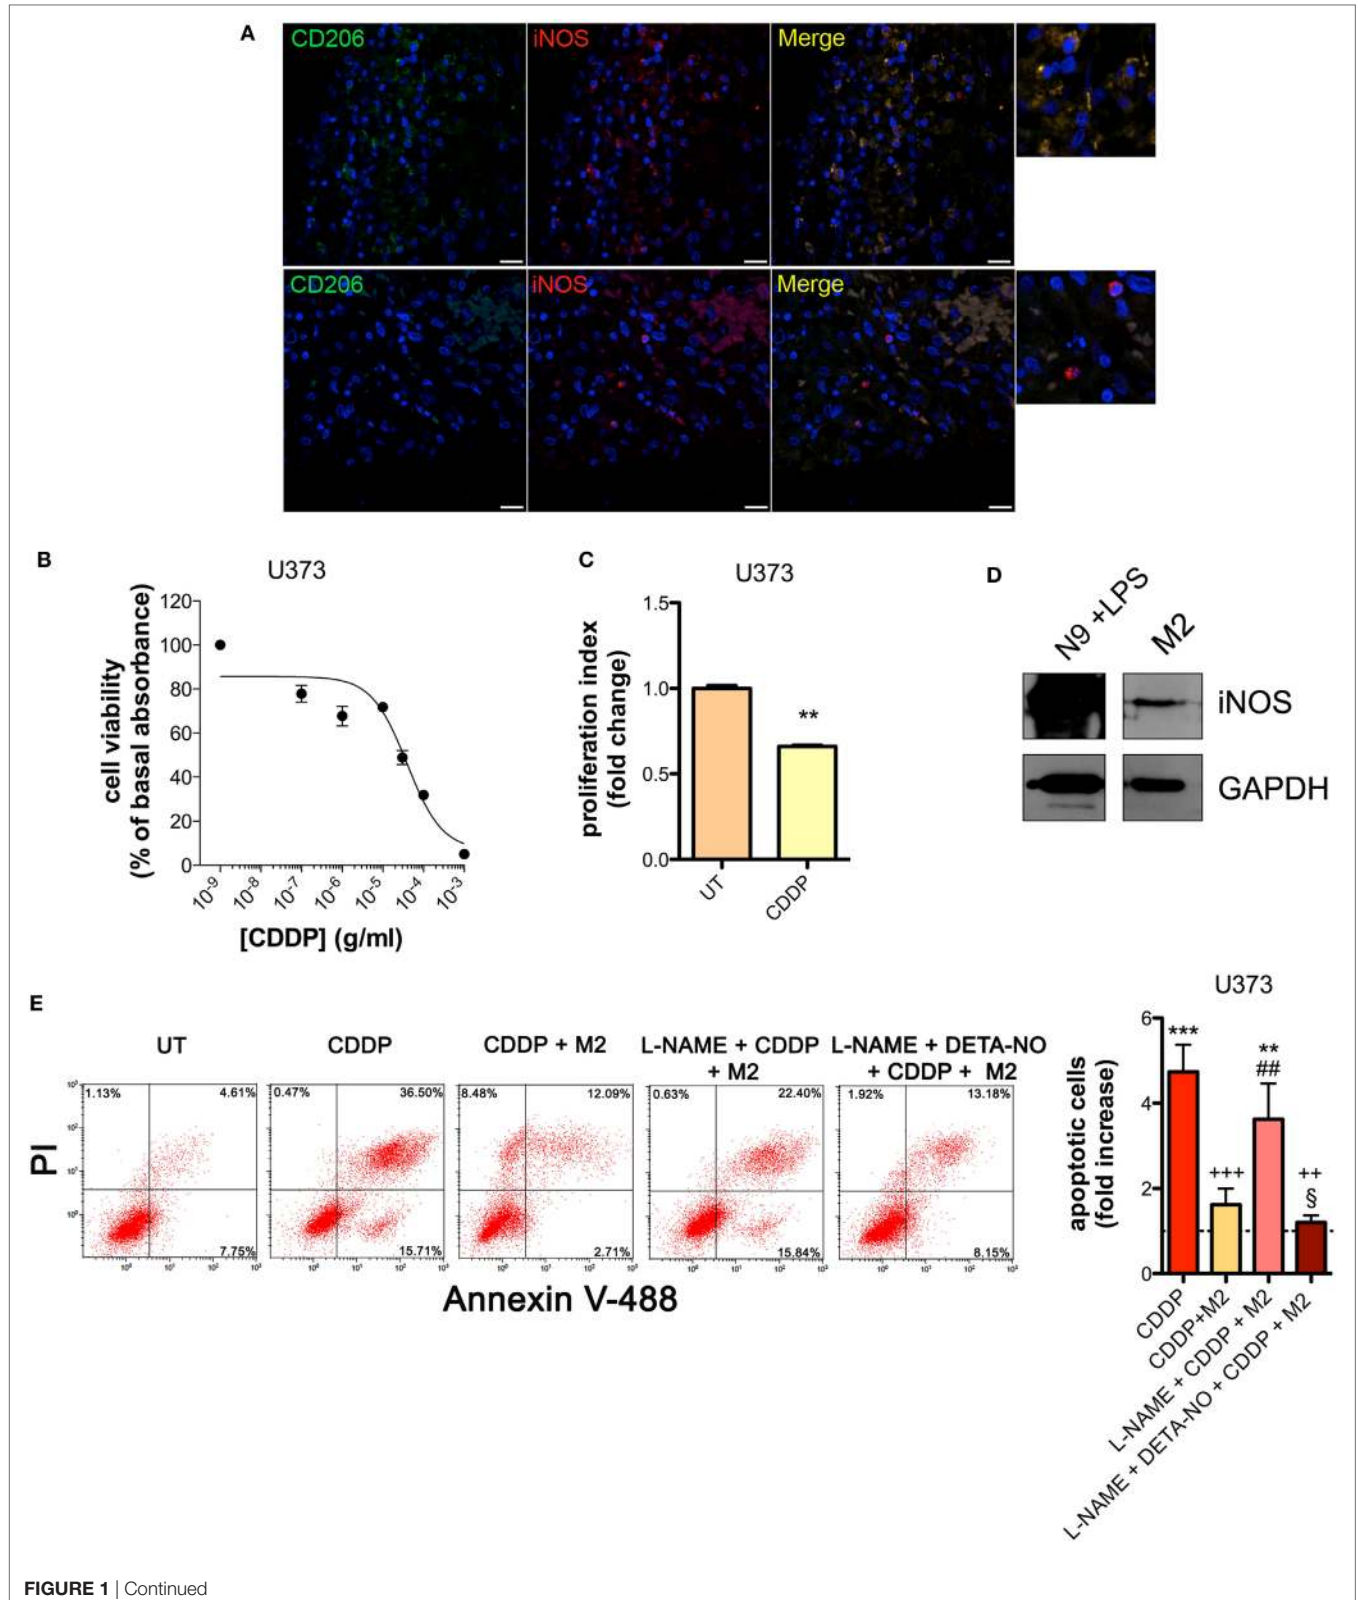 A
CD206 iNOS Merge
CD206 iNOS Merge
B
U373
cell viability
(% of basal absorbance)
120
100
80
60
40
20
0
10-9 10-8 10-7 10-6 10-5 10-4 10-3
[CDDP] (g/ml)
C
U373
proliferation index
(fold change)
1.5
1.0
0.5
0.0
**
UT CDDP
D
N9 +LPS M2
iNOS
GAPDH
E
UT CDDP CDDP + M2 L-NAME + CDDP + M2 L-NAME + DETA-NO + CDDP + M2
1.13% 4.61% 0.47% 36.50% 8.48% 12.09% 0.63% 22.40% 1.92% 13.18%
7.75% 15.71% 2.71% 15.84% 8.15%
PI
Annexin V-488
U373
apoptotic cells
(fold increase)
6
4
2
0
*** +++ ** ## ++ §
CDDP
CDDP+M2
L-NAME + CDDP + M2
L-NAME + DETA-NO + CDDP + M2
FIGURE 1 | Continued